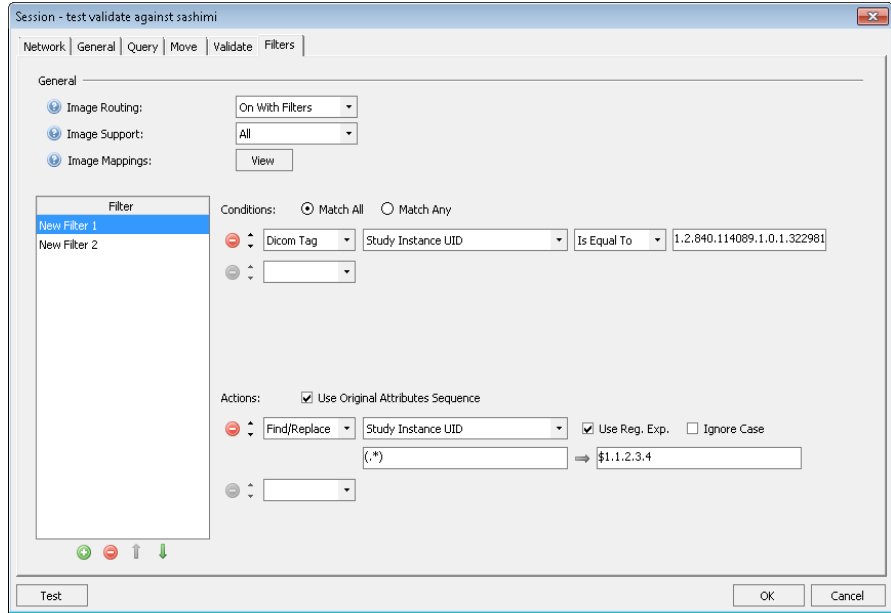 Session - test validate against sashimi
Network General Query Move Validate Filters
General
Image Routing: On With Filters
Image Support: All
Image Mappings: View
Filter
New Filter 1
New Filter 2
Conditions: Match All Match Any
Dicom Tag Study Instance UID Is Equal To 1.2.840.114089.1.0.1.322981
Actions: Use Original Attributes Sequence
Find/Replace Study Instance UID Use Reg. Exp. Ignore Case
(.*) $1.1.2.3.4
Test OK Cancel